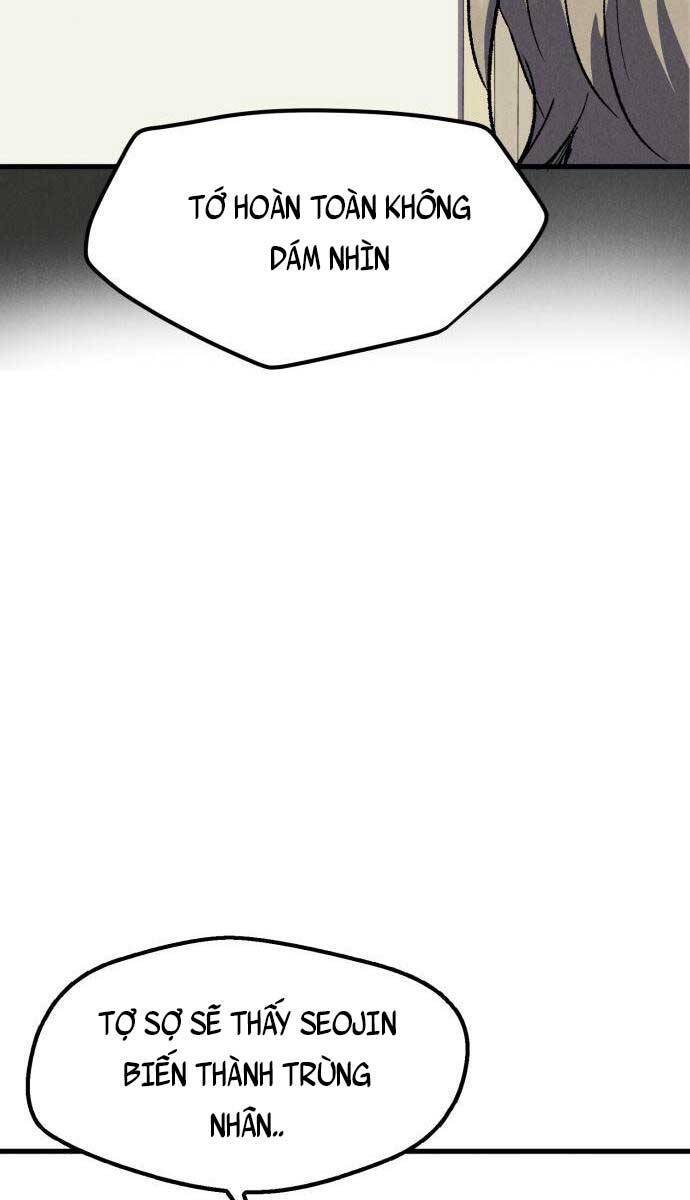 TỚ HOÀN TOÀN KHÔNG
DÁM NHÌN
TỢ SỢ SẼ THẤY SEOJIN
BIẾN THÀNH TRÙNG
NHÂN..